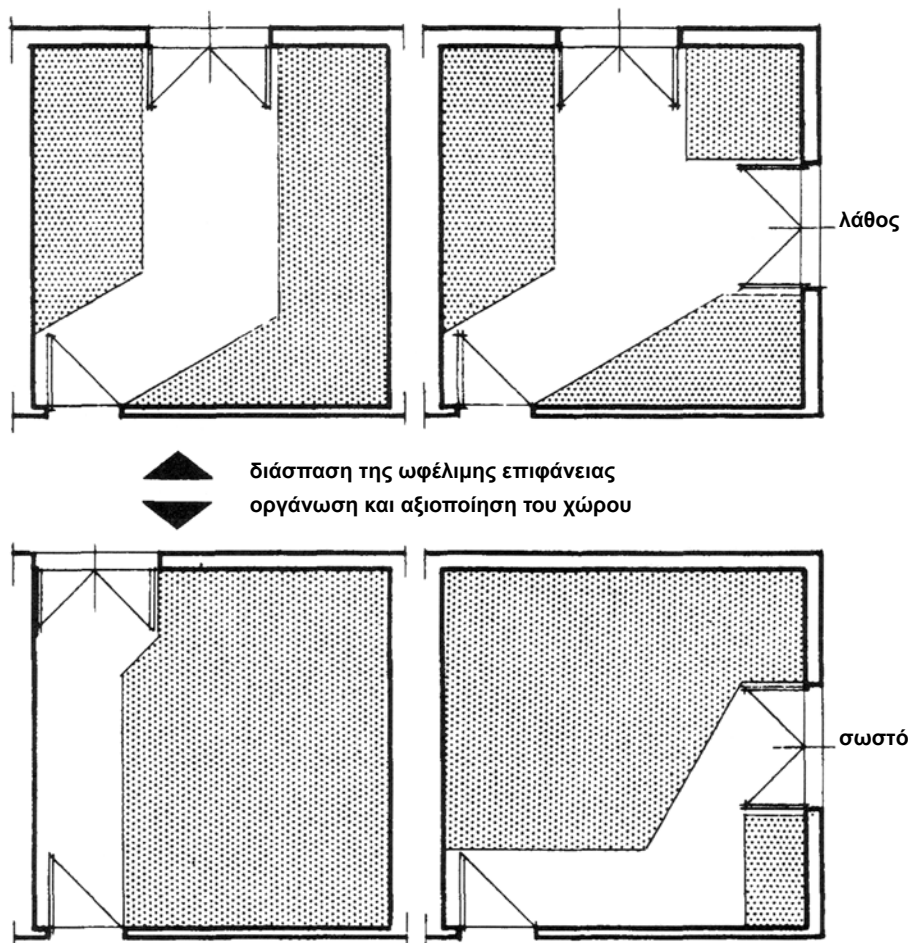 λάθος
διάσπαση της ωφέλιμης επιφάνειας
οργάνωση και αξιοποίηση του χώρου
σωστό